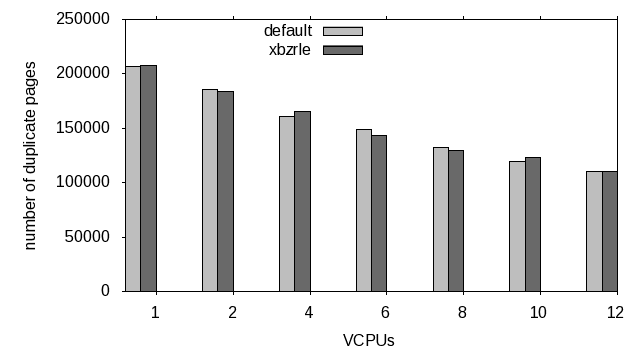 250000
default
xbzrle
200000
150000
100000
50000
0
number of duplicate pages
1 2 4 6 8 10 12
VCPUs